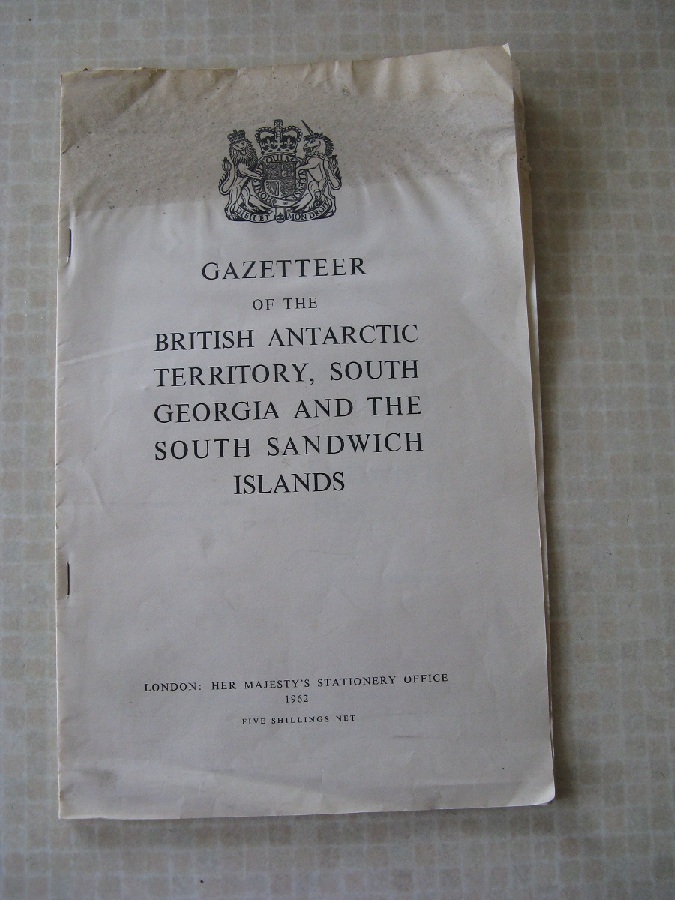 GAZETTEER
OF THE
BRITISH ANTARCTIC
TERRITORY, SOUTH
GEORGIA AND THE
SOUTH SANDWICH
ISLANDS
LONDON: HER MAJESTY'S STATIONERY OFFICE
1962
FIVE SHILLINGS NET